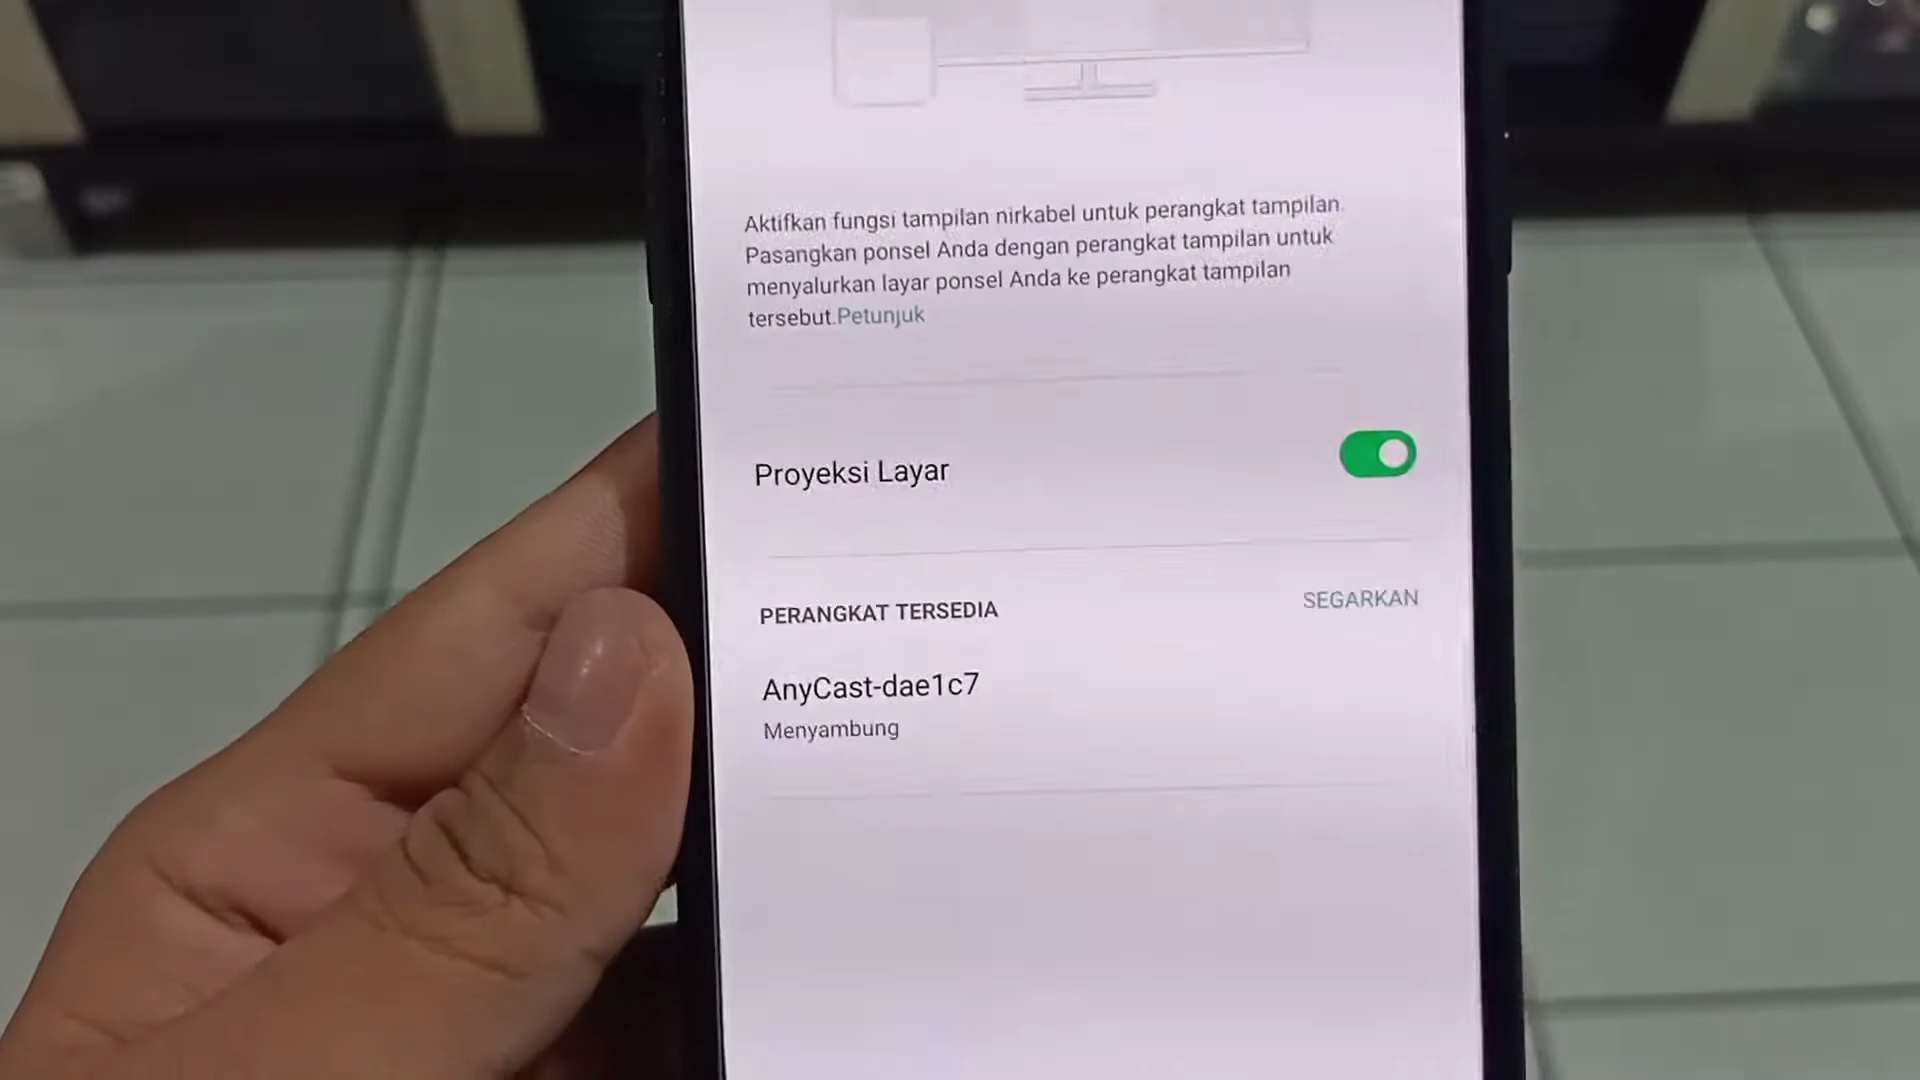 Aktifkan fungsi tampilan nirkabel untuk perangkat tampilan.
Pasangkan ponsel Anda dengan perangkat tampilan untuk
menyalurkan layar ponsel Anda ke perangkat tampilan
tersebut.Petunjuk
Proyeksi Layar
PERANGKAT TERSEDIA
SEGARKAN
AnyCast-dae1c7
Menyambung